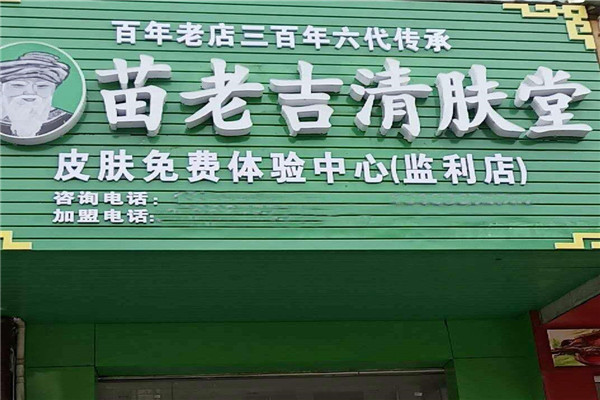 百年老店三百年六代传承
苗老吉清肤堂
皮肤免费体验中心(监利店)
咨询电话:
加盟电话: